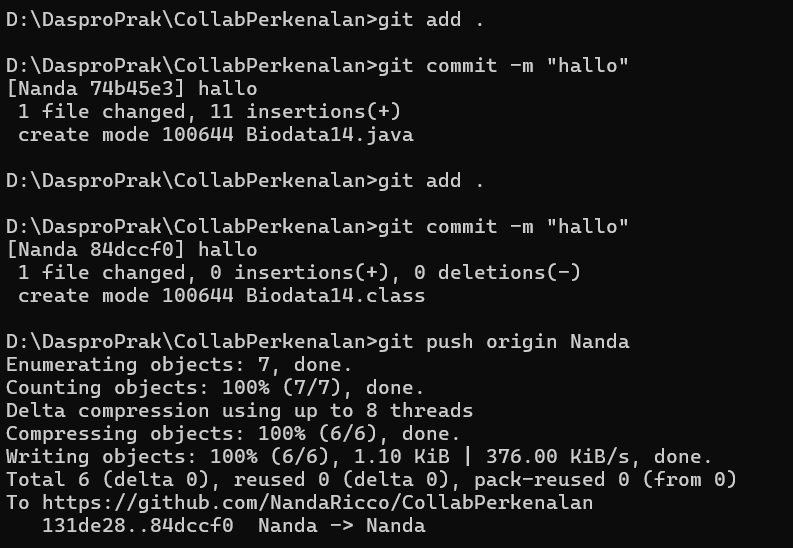 D:\DasproPrak\CollabPerkenalan>git add .
D:\DasproPrak\CollabPerkenalan>git commit -m "hallo"
[Nanda 74b45e3] hallo
 1 file changed, 11 insertions(+)
 create mode 100644 Biodata14.java
D:\DasproPrak\CollabPerkenalan>git add .
D:\DasproPrak\CollabPerkenalan>git commit -m "hallo"
[Nanda 84dccf0] hallo
 1 file changed, 0 insertions(+), 0 deletions(-)
 create mode 100644 Biodata14.class
D:\DasproPrak\CollabPerkenalan>git push origin Nanda
Enumerating objects: 7, done.
Counting objects: 100% (7/7), done.
Delta compression using up to 8 threads
Compressing objects: 100% (6/6), done.
Writing objects: 100% (6/6), 1.10 KiB | 376.00 KiB/s, done.
Total 6 (delta 0), reused 0 (delta 0), pack-reused 0 (from 0)
To https://github.com/NandaRicco/CollabPerkenalan
   131de28..84dccf0  Nanda -> Nanda